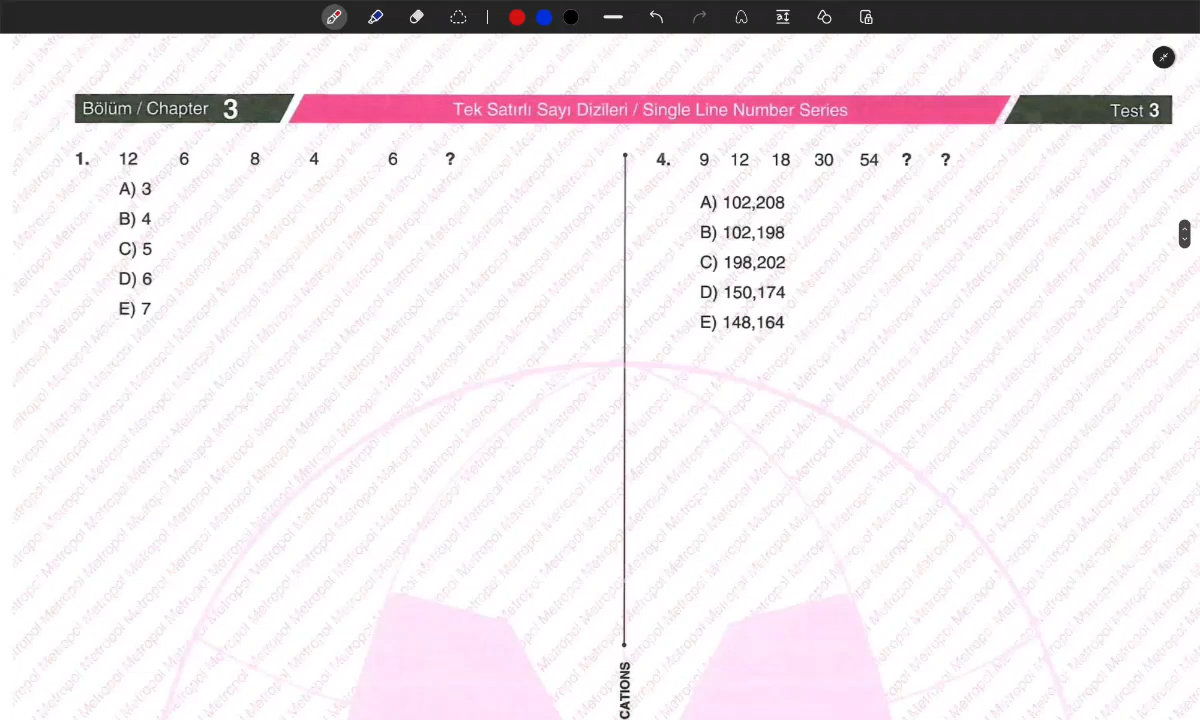 Bölüm / Chapter 3
Tek Satırlı Sayı Dizileri / Single Line Number Series
Test 3
1. 12 6 8 4 6 ?
A) 3
B) 4
C) 5
D) 6
E) 7
4. 9 12 18 30 54 ? ?
A) 102,208
B) 102,198
C) 198,202
D) 150,174
E) 148,164
CATIONS
Metropol